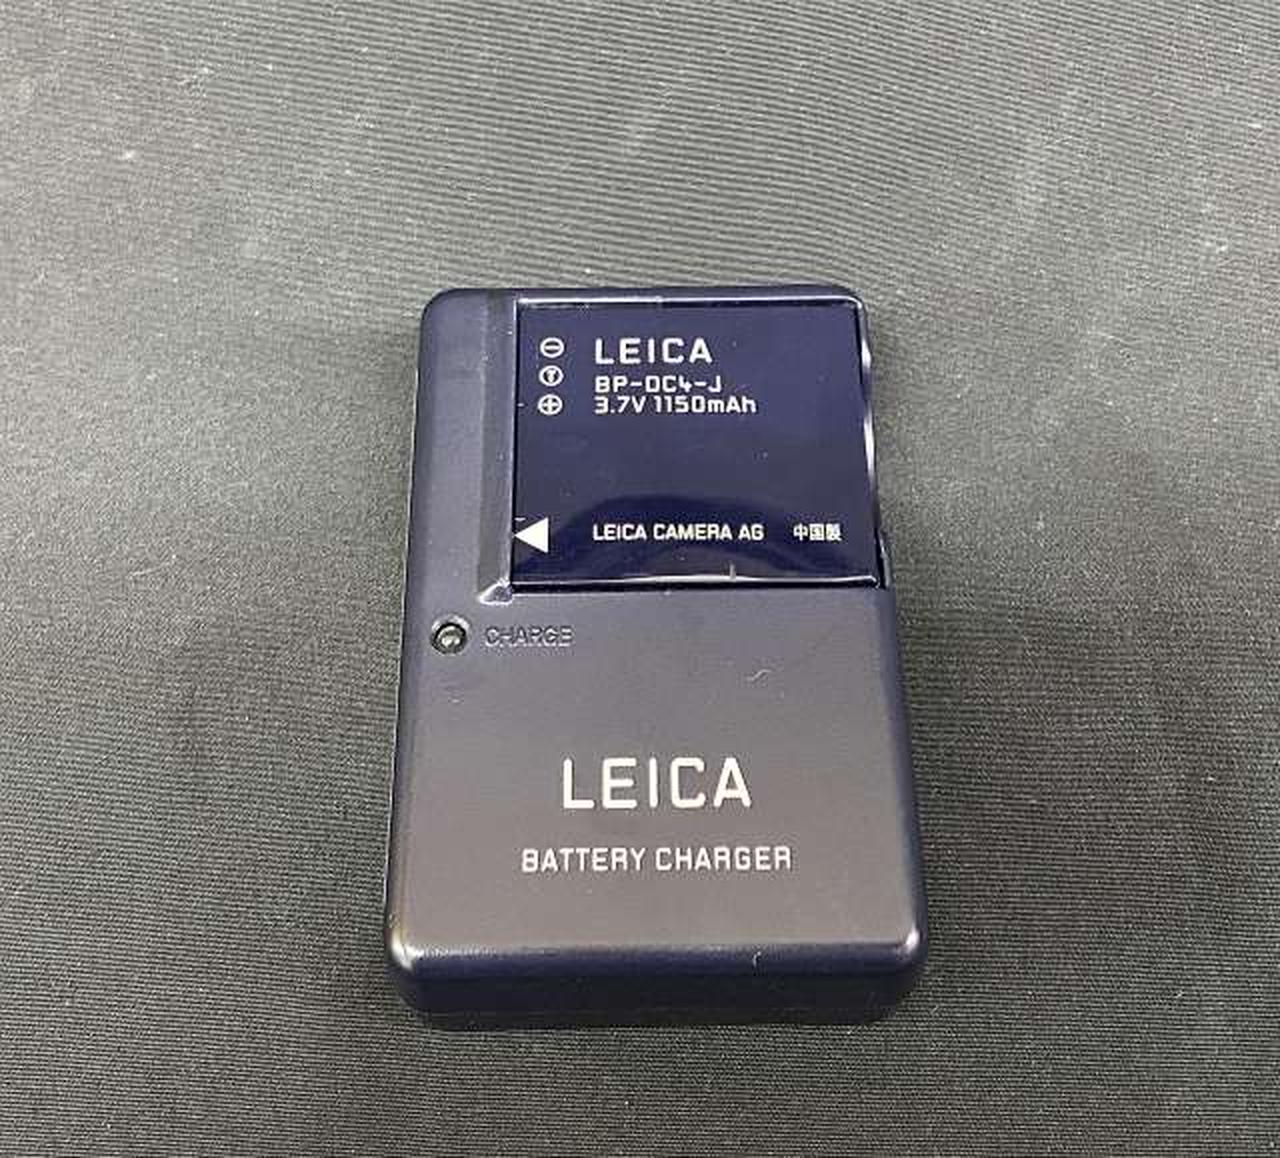 LEICA
BP-DC4-J
3.7V 1150mAh
LEICA CAMERA AG 中国製
CHARGE
LEICA
BATTERY CHARGER